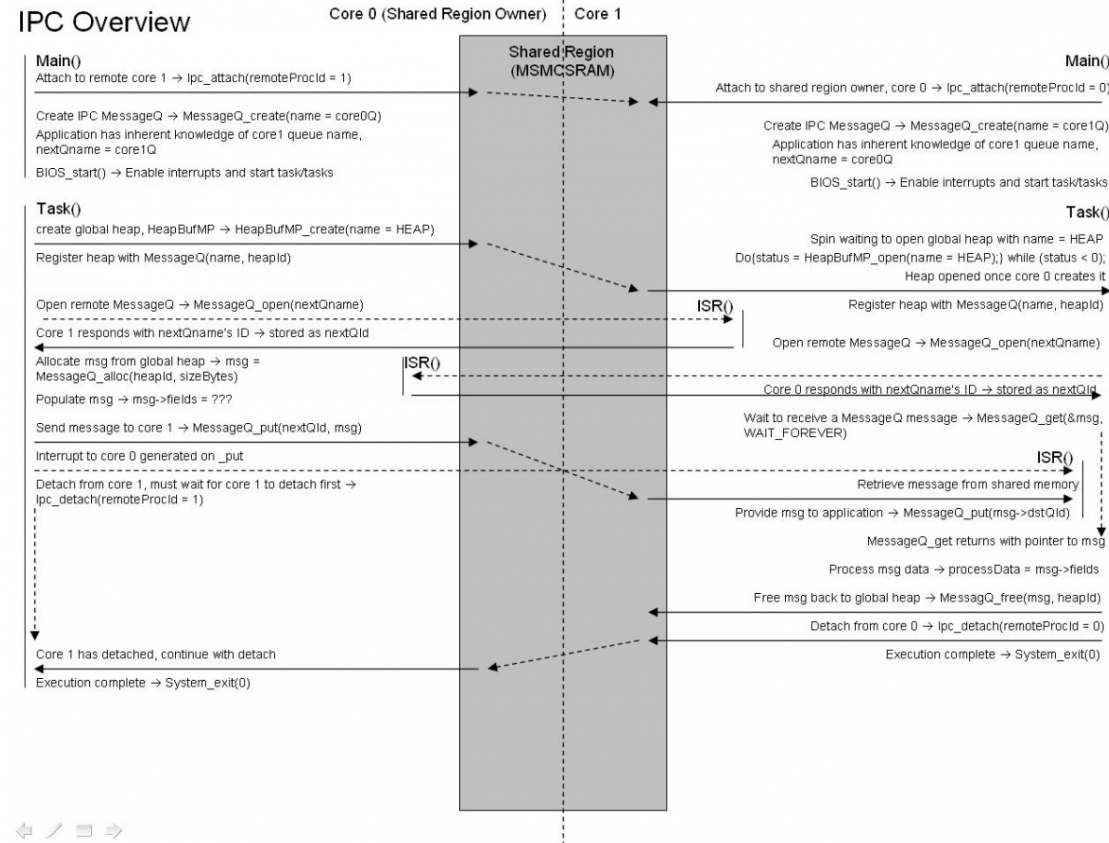 IPC Overview
Core 0 (Shared Region Owner)
Core 1
Shared Region
(MSMCSRAM)
Main()
Attach to remote core 1 → Ipc_attach(remoteProcId = 1)
Create IPC MessageQ → MessageQ_create(name = core0Q)
Application has inherent knowledge of core1 queue name,
nextQname = core1Q
BIOS_start() → Enable interrupts and start task/tasks
Main()
Attach to shared region owner, core 0 → Ipc_attach(remoteProcId = 0)
Create IPC MessageQ → MessageQ_create(name = core1Q)
Application has inherent knowledge of core1 queue name,
nextQname = core0Q
BIOS_start() → Enable interrupts and start task/tasks
Task()
create global heap, HeapBufMP → HeapBufMP_create(name = HEAP)
Register heap with MessageQ(name, heapId)
Open remote MessageQ → MessageQ_open(nextQname)
Core 1 responds with nextQname's ID → stored as nextQId
Allocate msg from global heap → msg =
MessageQ_alloc(heapId, sizeBytes)
Populate msg → msg->fields = ???
Send message to core 1 → MessageQ_put(nextQId, msg)
Interrupt to core 0 generated on _put
Detach from core 1, must wait for core 1 to detach first →
Ipc_detach(remoteProcId = 1)
Core 1 has detached, continue with detach
Execution complete → System_exit(0)
ISR()
Task()
Spin waiting to open global heap with name = HEAP
Do{status = HeapBufMP_open(name = HEAP);} while (status < 0);
Heap opened once core 0 creates it
ISR()
Register heap with MessageQ(name, heapId)
Open remote MessageQ → MessageQ_open(nextQname)
Core 0 responds with nextQname's ID → stored as nextQId
Wait to receive a MessageQ message → MessageQ_get(&msg,
WAIT_FOREVER)
ISR()
Retrieve message from shared memory
Provide msg to application → MessageQ_put(msg->dstQId)
MessageQ_get returns with pointer to msg
Process msg data → processData = msg->fields
Free msg back to global heap → MessagQ_free(msg, heapId)
Detach from core 0 → Ipc_detach(remoteProcId = 0)
Execution complete → System_exit(0)